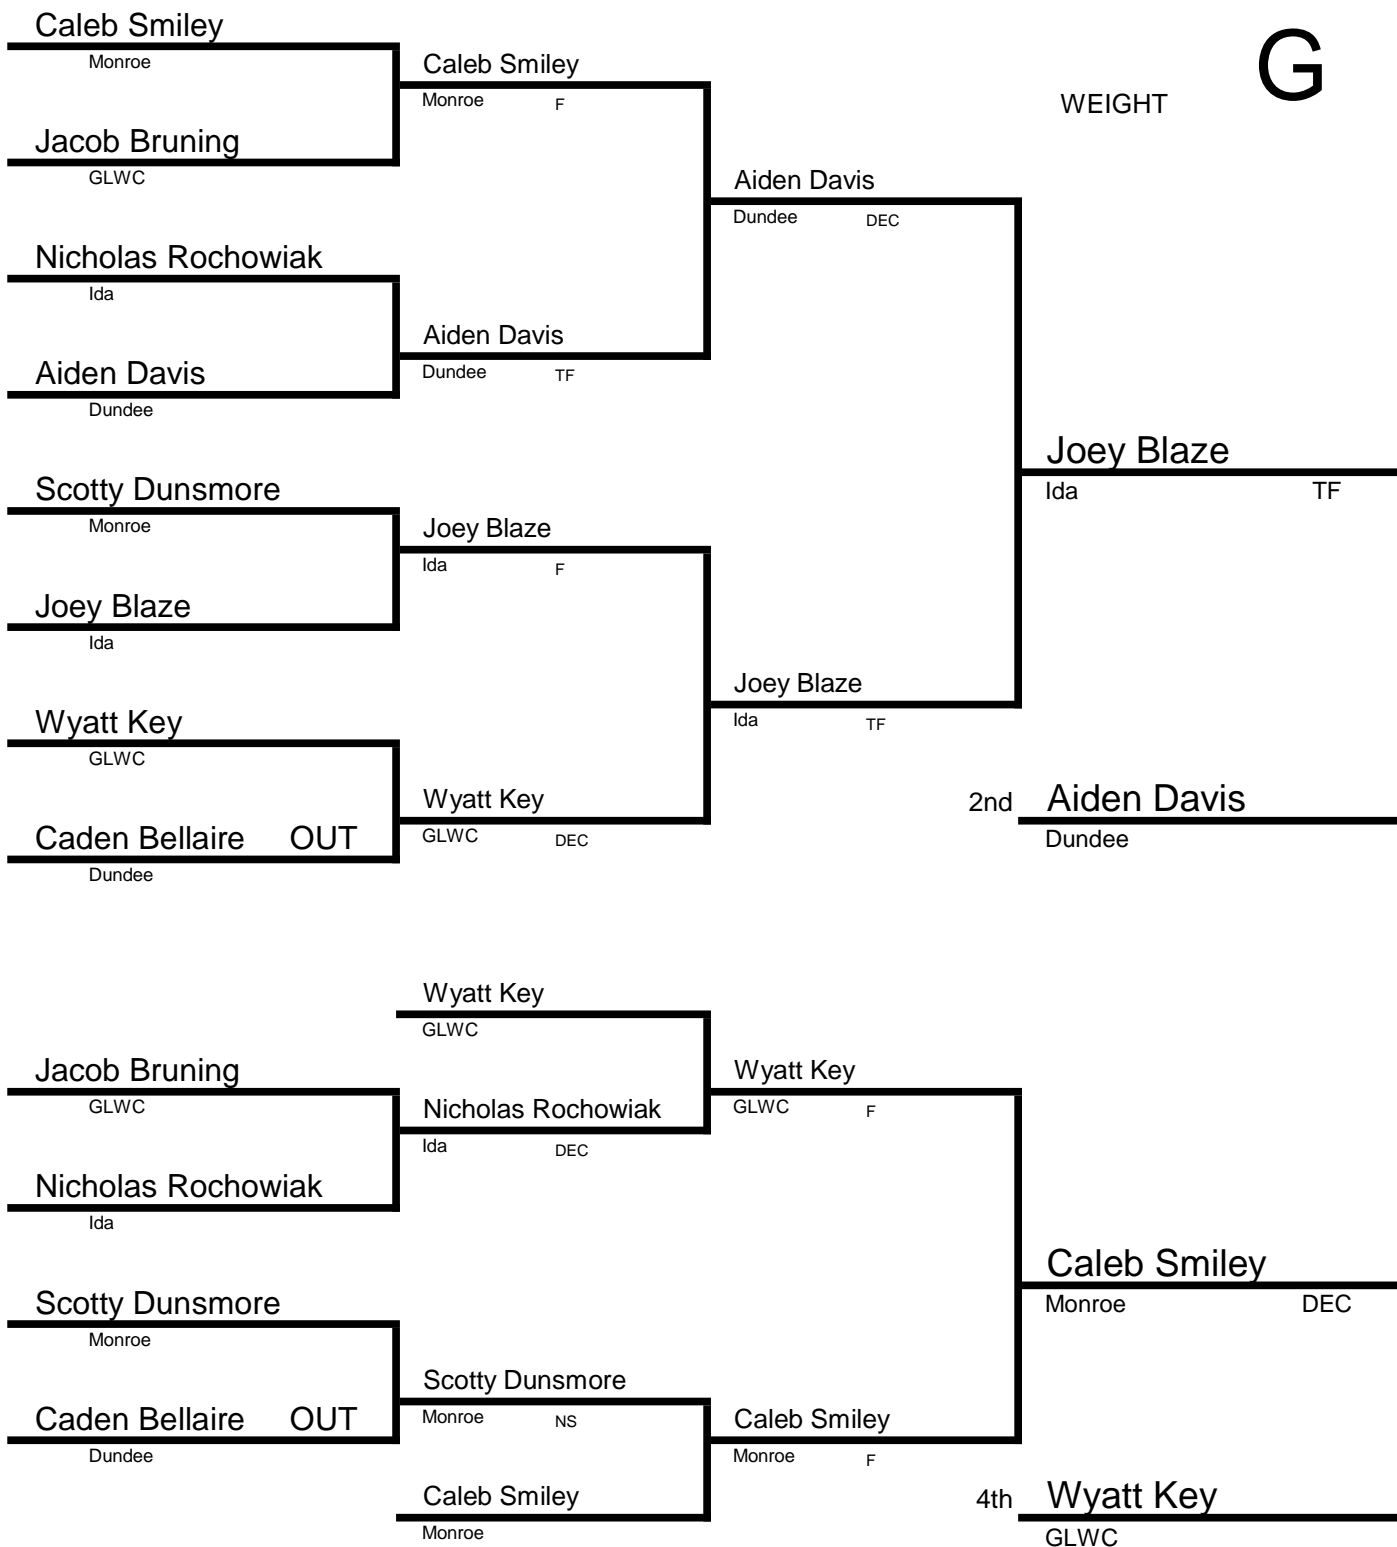 Caleb Smiley
Monroe
Caleb Smiley
Monroe F
G
WEIGHT
Jacob Bruning
GLWC
Aiden Davis
Dundee DEC
Nicholas Rochowiak
Ida
Aiden Davis
Dundee TF
Aiden Davis
Dundee
Joey Blaze
Ida TF
Scotty Dunsmore
Monroe
Joey Blaze
Ida F
Joey Blaze
Ida
Joey Blaze
Ida TF
Wyatt Key
GLWC
Wyatt Key
GLWC DEC
2nd Aiden Davis
Dundee
Caden Bellaire OUT
Dundee
Wyatt Key
GLWC
Jacob Bruning
GLWC
Wyatt Key
GLWC F
Nicholas Rochowiak
Ida DEC
Nicholas Rochowiak
Ida
Caleb Smiley
Monroe DEC
Scotty Dunsmore
Monroe
Scotty Dunsmore
Monroe NS
Caden Bellaire OUT
Dundee
Caleb Smiley
Monroe F
Caleb Smiley
Monroe
4th Wyatt Key
GLWC